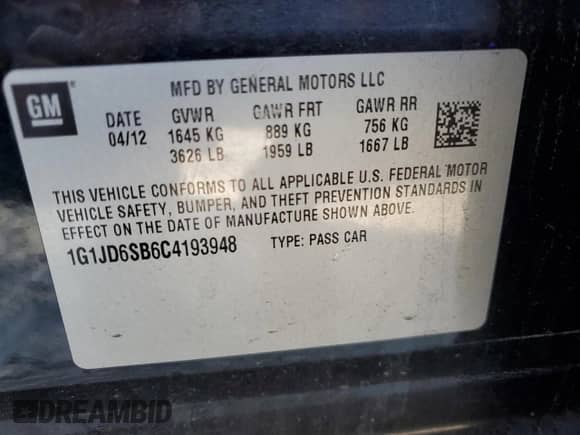 GM ®
MFD BY GENERAL MOTORS LLC
DATE GVWR GAWR FRT GAWR RR
04/12 1645 KG 889 KG 756 KG
3626 LB 1959 LB 1667 LB
THIS VEHICLE CONFORMS TO ALL APPLICABLE U.S. FEDERAL MOTOR
VEHICLE SAFETY, BUMPER, AND THEFT PREVENTION STANDARDS IN
EFFECT ON THE DATE OF MANUFACTURE SHOWN ABOVE.
1G1JD6SB6C4193948 TYPE: PASS CAR
DREAMBID